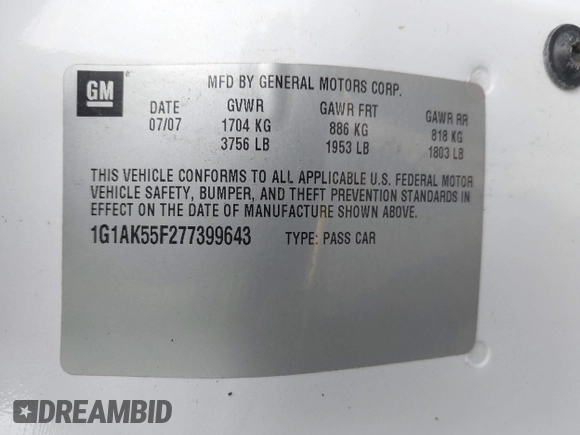 GM
MFD BY GENERAL MOTORS CORP.
DATE GVWR GAWR FRT GAWR RR
07/07 1704 KG 886 KG 818 KG
3756 LB 1953 LB 1803 LB
THIS VEHICLE CONFORMS TO ALL APPLICABLE U.S. FEDERAL MOTOR
VEHICLE SAFETY, BUMPER, AND THEFT PREVENTION STANDARDS IN
EFFECT ON THE DATE OF MANUFACTURE SHOWN ABOVE.
1G1AK55F277399643 TYPE: PASS CAR
DREAMBID